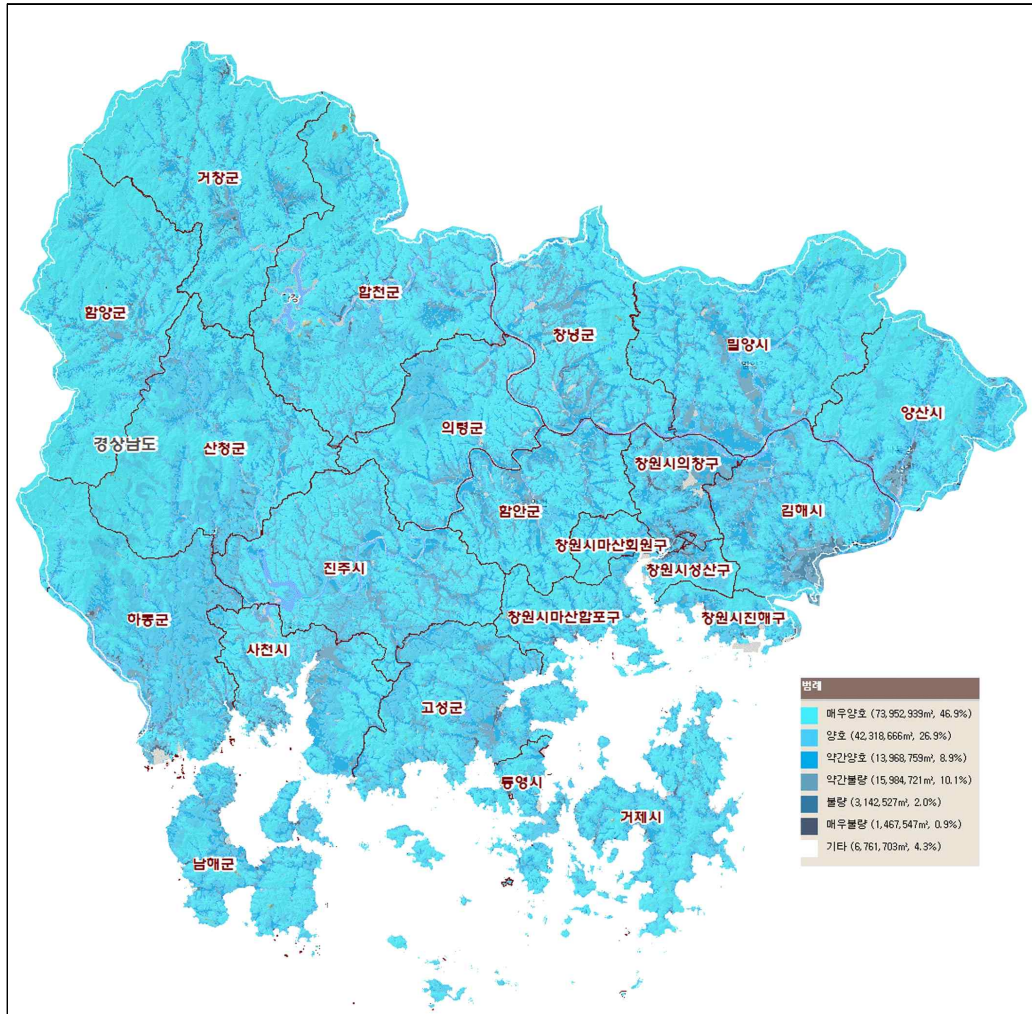 거창군
함양군
합천군
창녕군
밀양시
양산시
경상남도
산청군
의령군
창원시의창구
함안군
김해시
창원시마산회원구
창원시성산구
진주시
하동군
사천시
창원시마산합포구
창원시진해구
고성군
통영시
거제시
남해군
범례
매우양호 (73,952,939㎡, 46.9%)
양호 (42,318,666㎡, 26.9%)
약간양호 (13,968,759㎡, 8.9%)
약간불량 (15,984,721㎡, 10.1%)
불량 (3,142,527㎡, 2.0%)
매우불량 (1,467,547㎡, 0.9%)
기타 (6,761,703㎡, 4.3%)